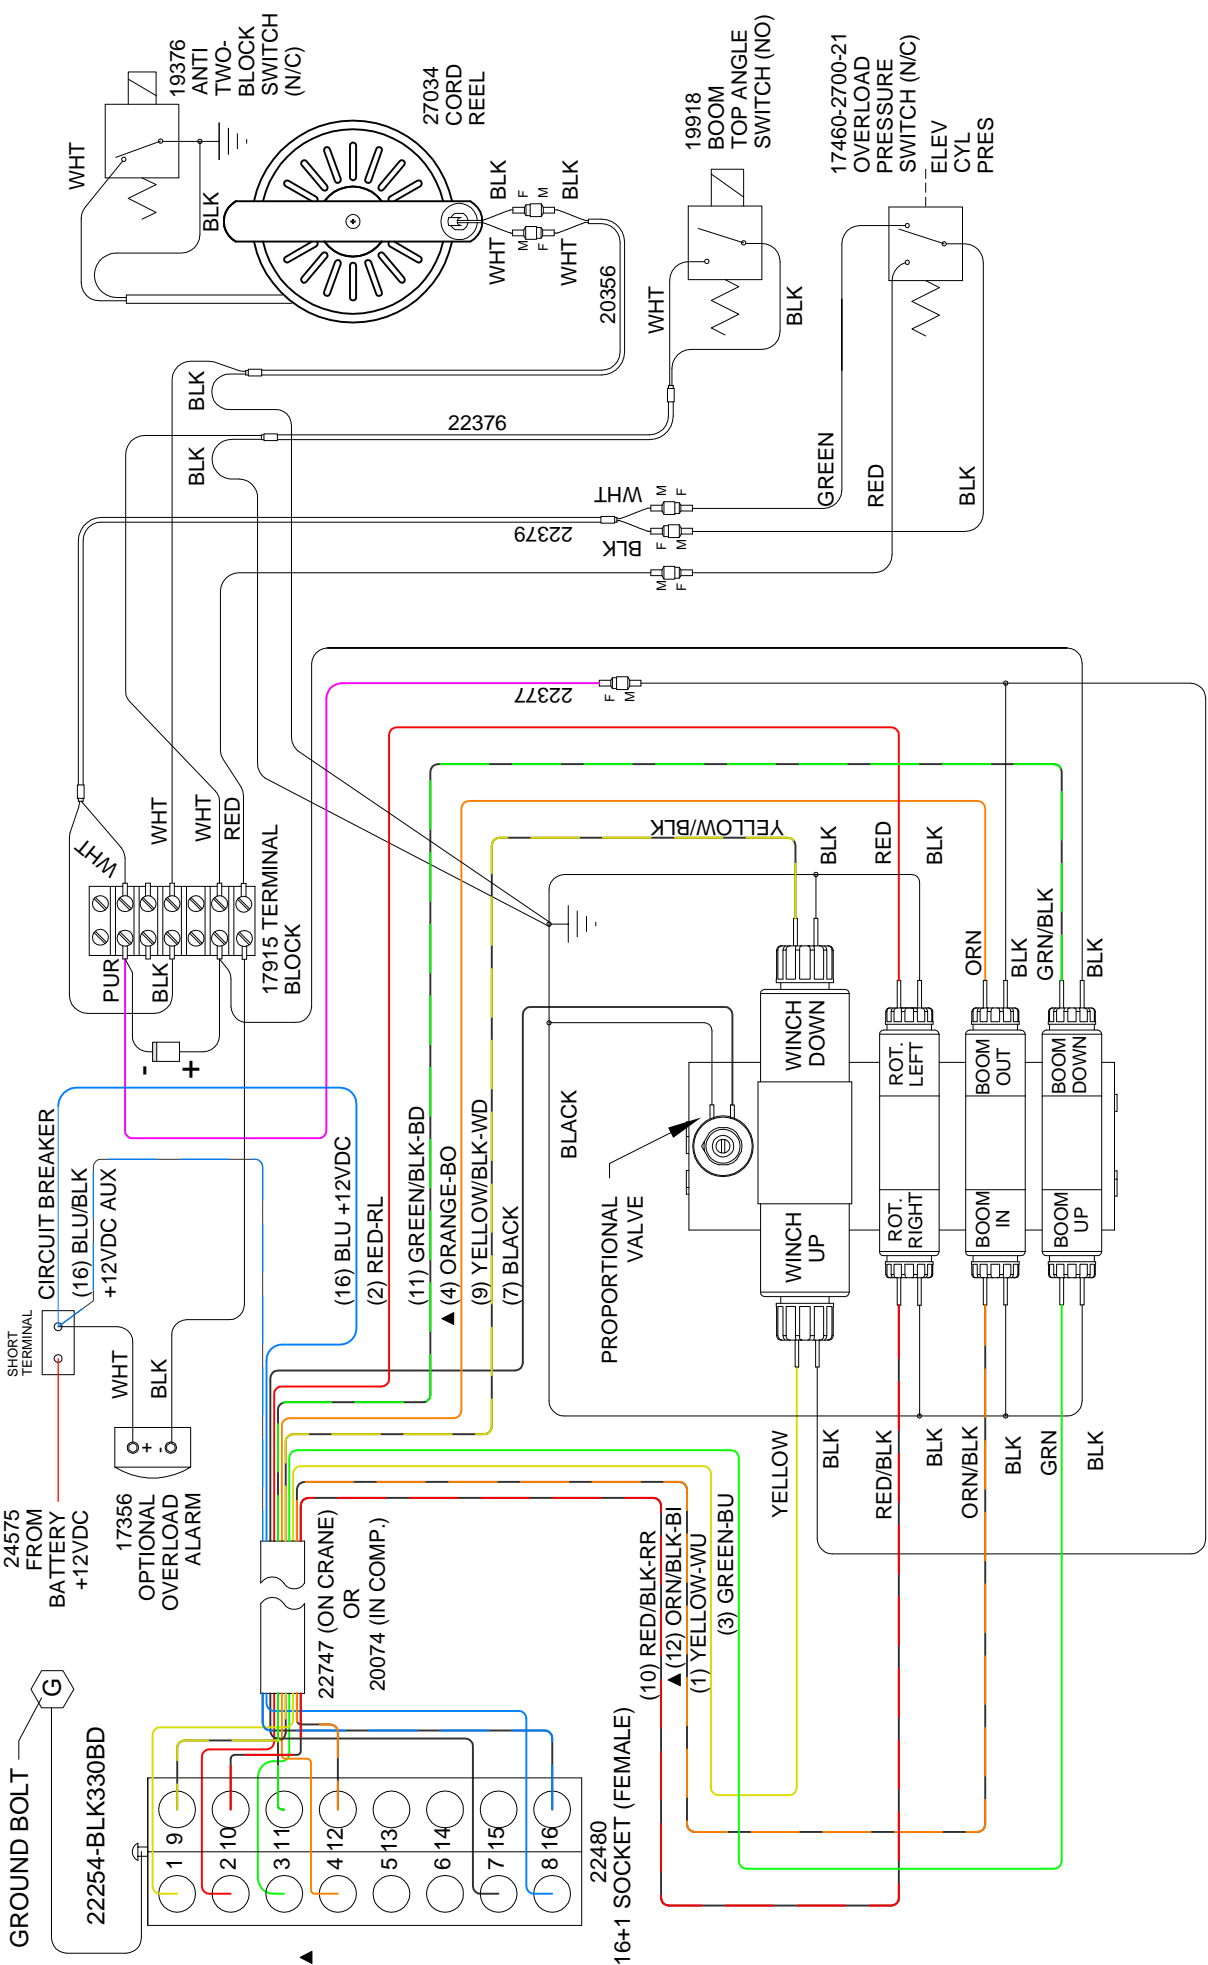 GROUND BOLT
G
22254-BLK330BD
1
2
3
4
5
6
7
8
9
10
11
12
13
14
15
16
22480
16+1 SOCKET (FEMALE)
24575
FROM
BATTERY
+12VDC
SHORT
TERMINAL
CIRCUIT BREAKER
(16) BLU/BLK
+12VDC AUX
17356
OPTIONAL
OVERLOAD
ALARM
+
-
WHT
BLK
22747 (ON CRANE)
OR
20074 (IN COMP.)
(16) BLU +12VDC
(2) RED-RL
(11) GREEN/BLK-BD
(4) ORANGE-BO
(9) YELLOW/BLK-WD
(7) BLACK
(10) RED/BLK-RR
(12) ORN/BLK-BI
(1) YELLOW-WU
(3) GREEN-BU
PUR
BLK
-
+
17915 TERMINAL
BLOCK
WHT
WHT
WHT
RED
BLK
BLK
22376
22379
22377
F
M
WHT
BLK
M
F
F
M
M
F
WHT
BLK
19376
ANTI
TWO-
BLOCK
SWITCH
(N/C)
27034
CORD
REEL
WHT
BLK
M
F
F
M
WHT
BLK
20356
19918
BOOM
TOP ANGLE
SWITCH (NO)
WHT
BLK
17460-2700-21
OVERLOAD
PRESSURE
SWITCH (N/C)
ELEV
CYL
PRES
GREEN
RED
BLK
YELLOW/BLK
BLK
RED
BLK
ORN
BLK
GRN/BLK
BLK
BLACK
PROPORTIONAL
VALVE
WINCH
DOWN
WINCH
UP
ROT.
LEFT
ROT.
RIGHT
BOOM
OUT
BOOM
IN
BOOM
DOWN
BOOM
UP
YELLOW
BLK
RED/BLK
BLK
ORN/BLK
BLK
GRN
BLK